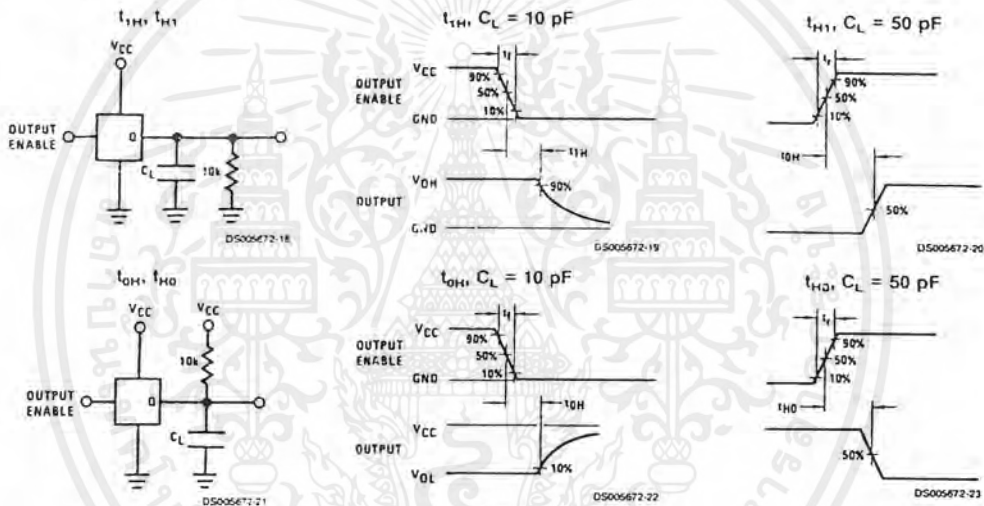 t1H, tH1
VCC
OUTPUT
ENABLE
Q
CL
10k
DS005672-18
t1H, CL = 10 pF
tf
VCC
90%
OUTPUT
ENABLE
50%
10%
GND
t1H
VOH
90%
OUTPUT
GND
DS005672-19
tH1, CL = 50 pF
tr
90%
50%
10%
t0H
50%
DS005672-20
t0H, tH0
VCC
VCC
10k
OUTPUT
ENABLE
Q
CL
DS005672-21
t0H, CL = 10 pF
tf
VCC
90%
OUTPUT
ENABLE
50%
10%
GND
t0H
VCC
OUTPUT
10%
VOL
DS005672-22
tH0, CL = 50 pF
tr
90%
50%
10%
tH0
50%
DS005672-23